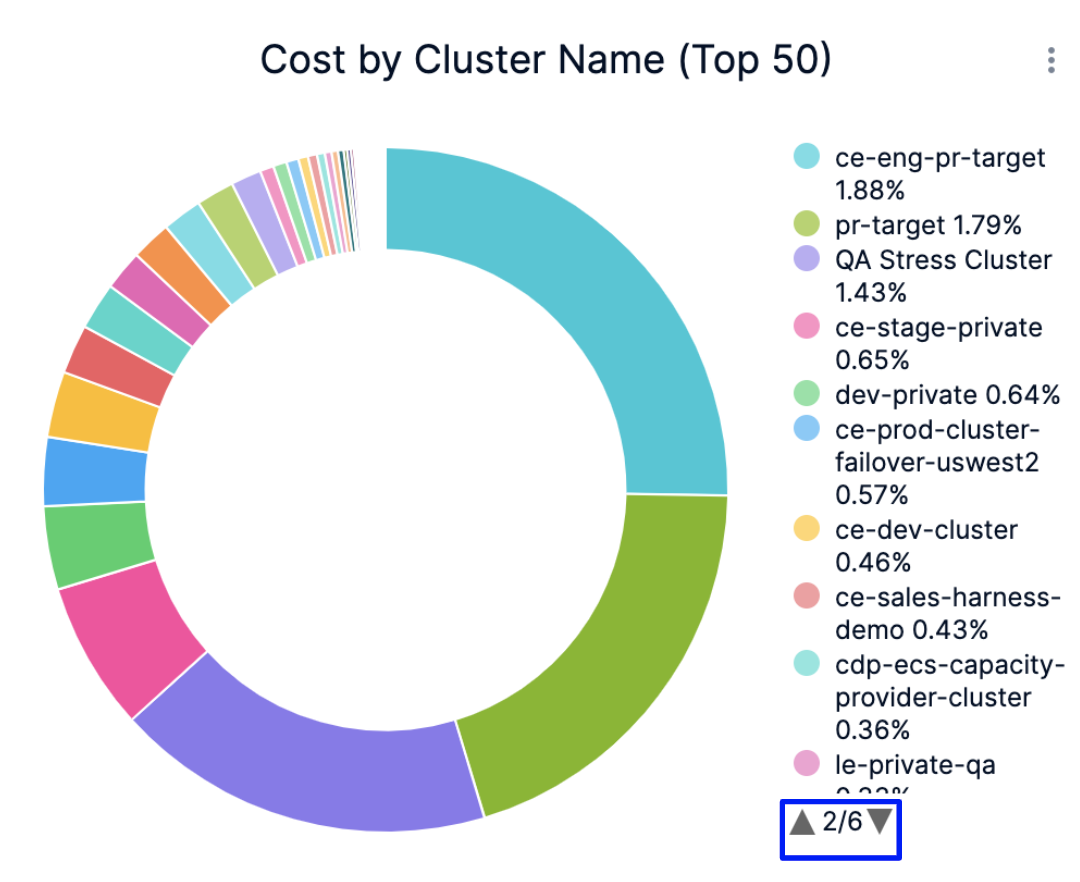 Cost by Cluster Name (Top 50)
ce-eng-pr-target
1.88%
pr-target 1.79%
QA Stress Cluster
1.43%
ce-stage-private
0.65%
dev-private 0.64%
ce-prod-cluster-
failover-uswest2
0.57%
ce-dev-cluster
0.46%
ce-sales-harness-
demo 0.43%
cdp-ecs-capacity-
provider-cluster
0.36%
le-private-qa
2/6